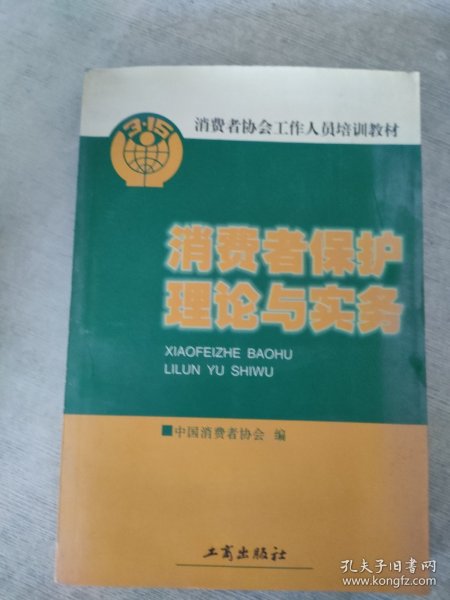 3·15
消费者协会工作人员培训教材
消费者保护
理论与实务
XIAOFEIZHE BAOHU
LILUN YU SHIWU
■中国消费者协会 编
工商出版社
孔夫子旧书网
www.kongfz.com